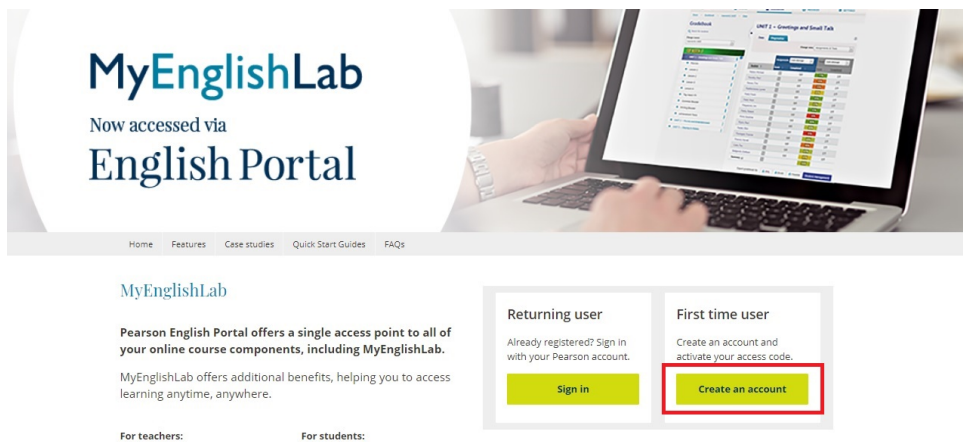 MyEnglishLab
Now accessed via
English Portal
Gradebook
UNIT 1 - Greetings and Small Talk
Home Features Case studies Quick Start Guides FAQs
MyEnglishLab
Pearson English Portal offers a single access point to all of
your online course components, including MyEnglishLab.
MyEnglishLab offers additional benefits, helping you to access
learning anytime, anywhere.
For teachers:
For students:
Returning user
Already registered? Sign in
with your Pearson account.
Sign in
First time user
Create an account and
activate your access code.
Create an account